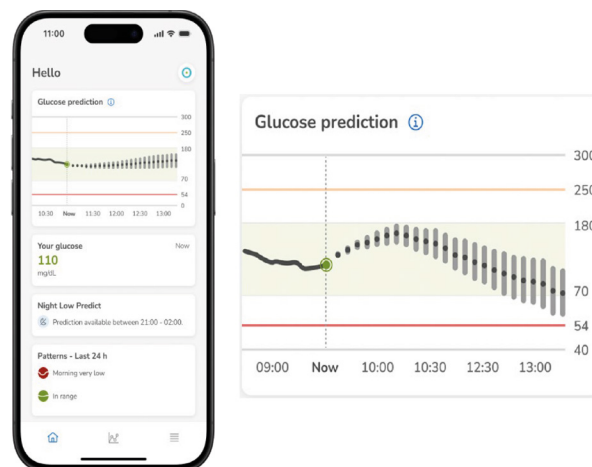 11:00
Hello
Glucose prediction
300
250
180
70
54
0
10:30 Now 11:30 12:00 12:30 13:00
Your glucose Now
110
mg/dL
Night Low Predict
Prediction available between 21:00 - 02:00.
Patterns - Last 24 h
Morning very low
In range
Glucose prediction
300
250
180
70
54
40
09:00 Now 10:00 10:30 12:30 13:00